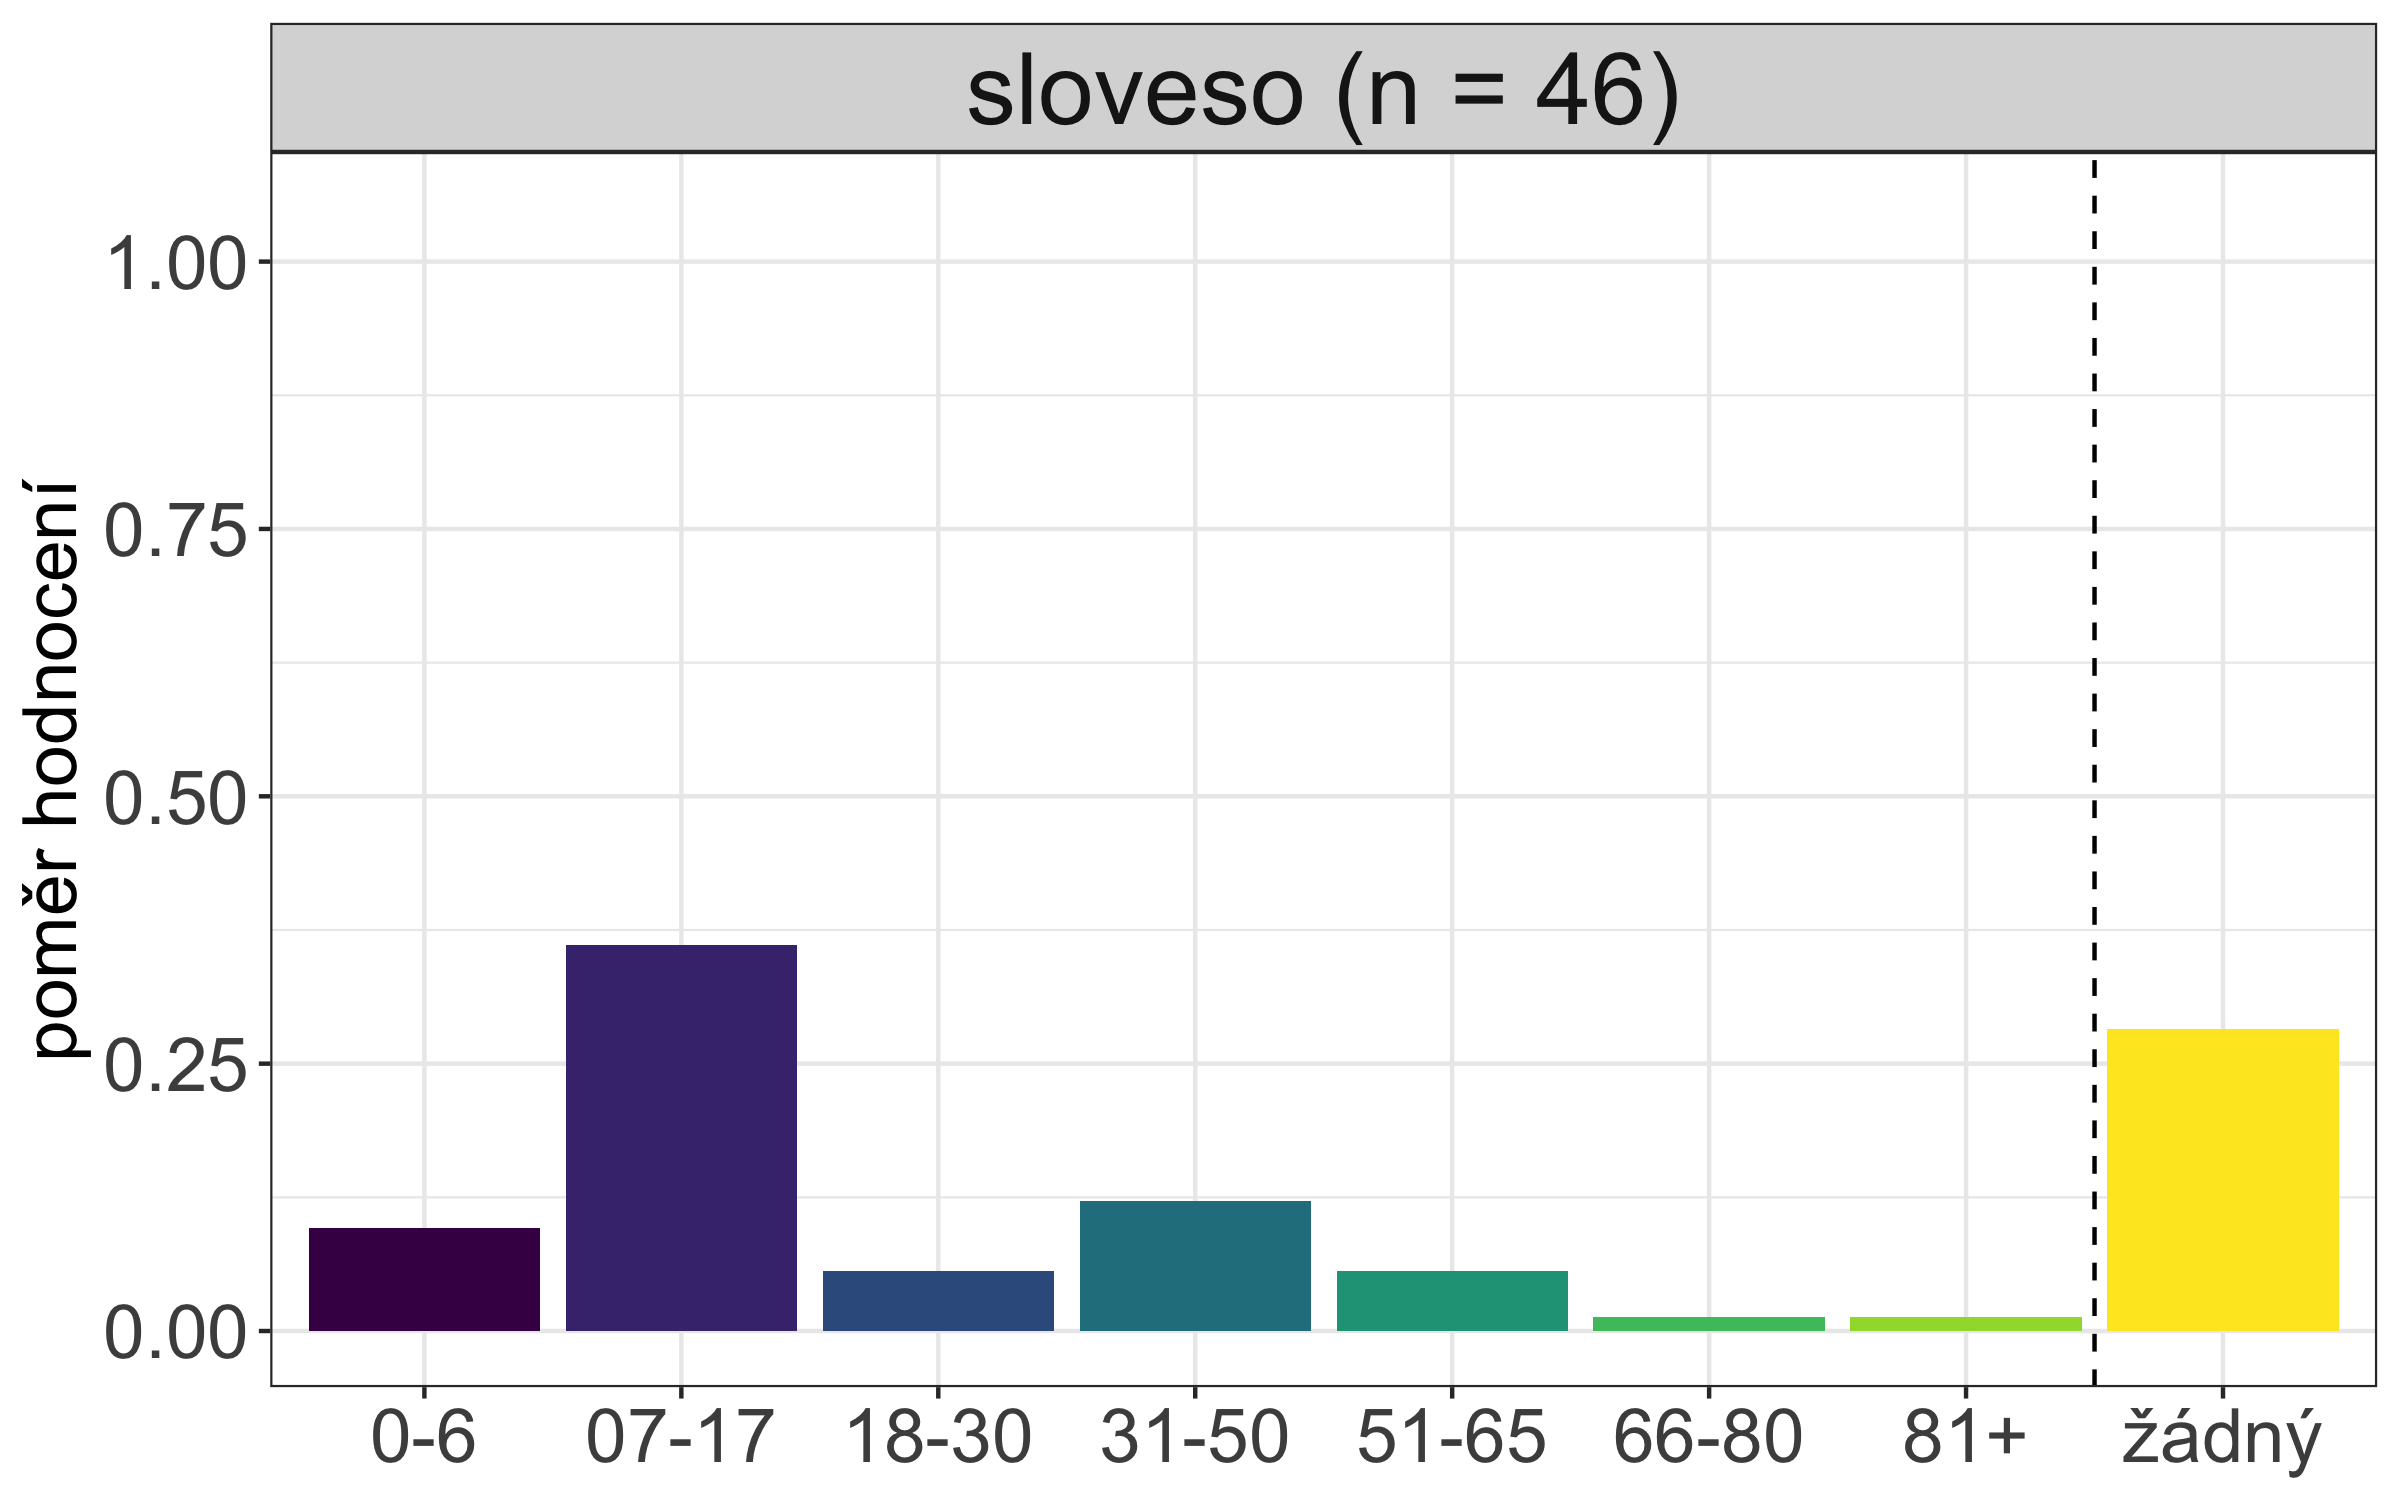 sloveso (n = 46)
poměr hodnocení
1.00
0.75
0.50
0.25
0.00
0-6 07-17 18-30 31-50 51-65 66-80 81+ žádný